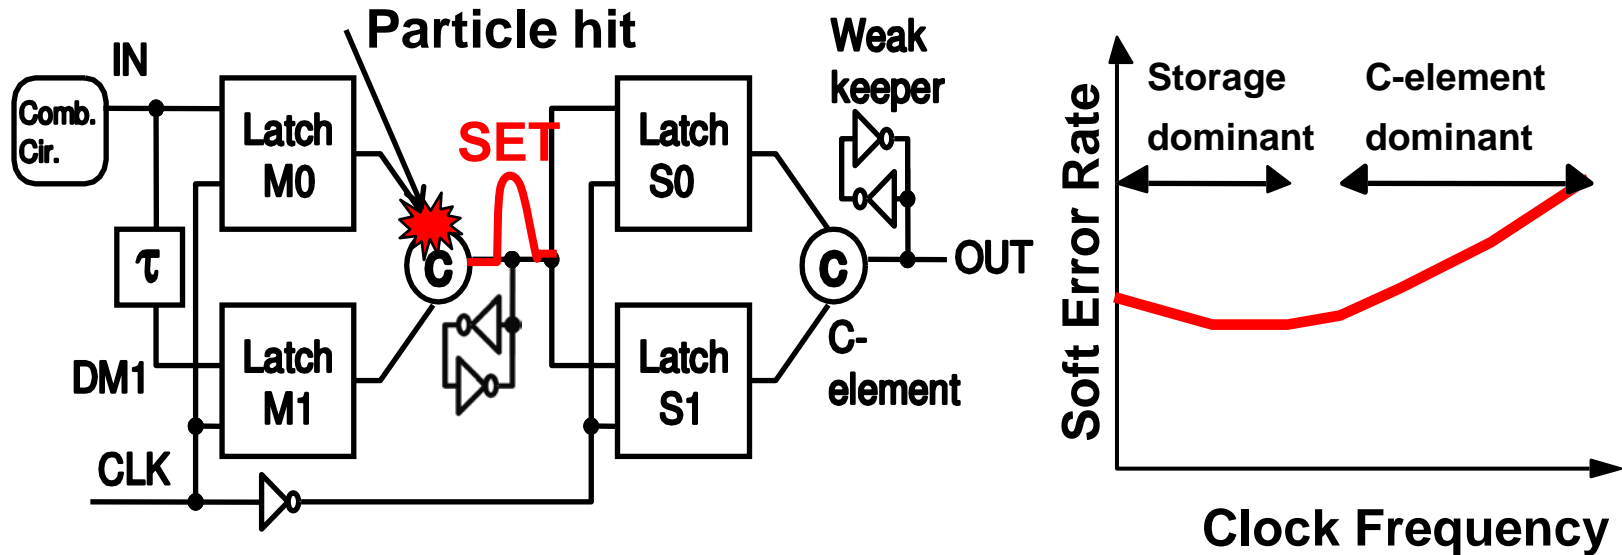 Particle hit
IN
Comb.
Cir.
Latch
M0
SET
Latch
S0
Weak
keeper
τ
C
C
OUT
DM1
Latch
M1
Latch
S1
C-
element
CLK
Soft Error Rate
Storage
dominant
C-element
dominant
Clock Frequency